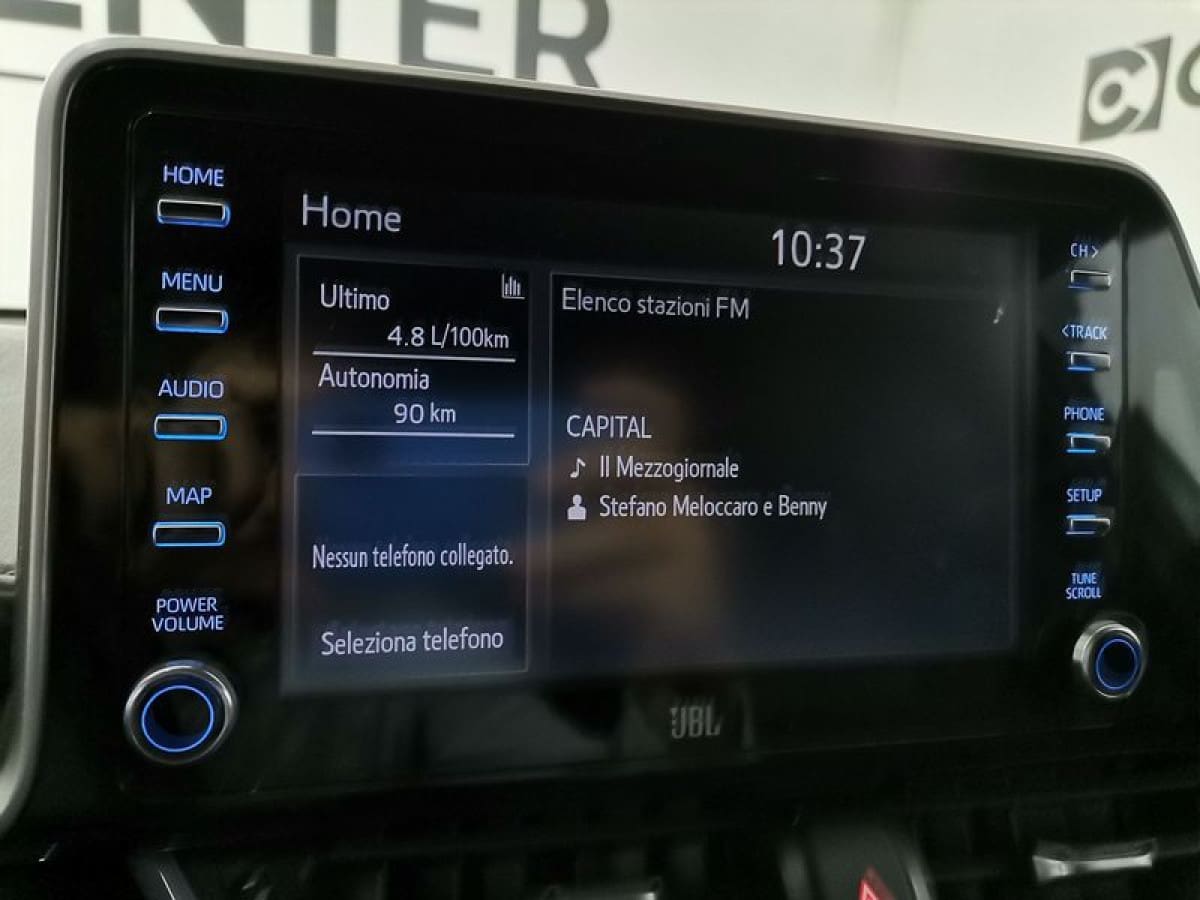 ENTER
C
HOME
MENU
AUDIO
MAP
POWER
VOLUME
Home
10:37
Ultimo
4.8 L/100km
Autonomia
90 km
Nessun telefono collegato.
Seleziona telefono
Elenco stazioni FM
CAPITAL
Il Mezzogiornale
Stefano Meloccaro e Benny
CH>
<TRACK
PHONE
SETUP
TUNE
SCROLL
JBL